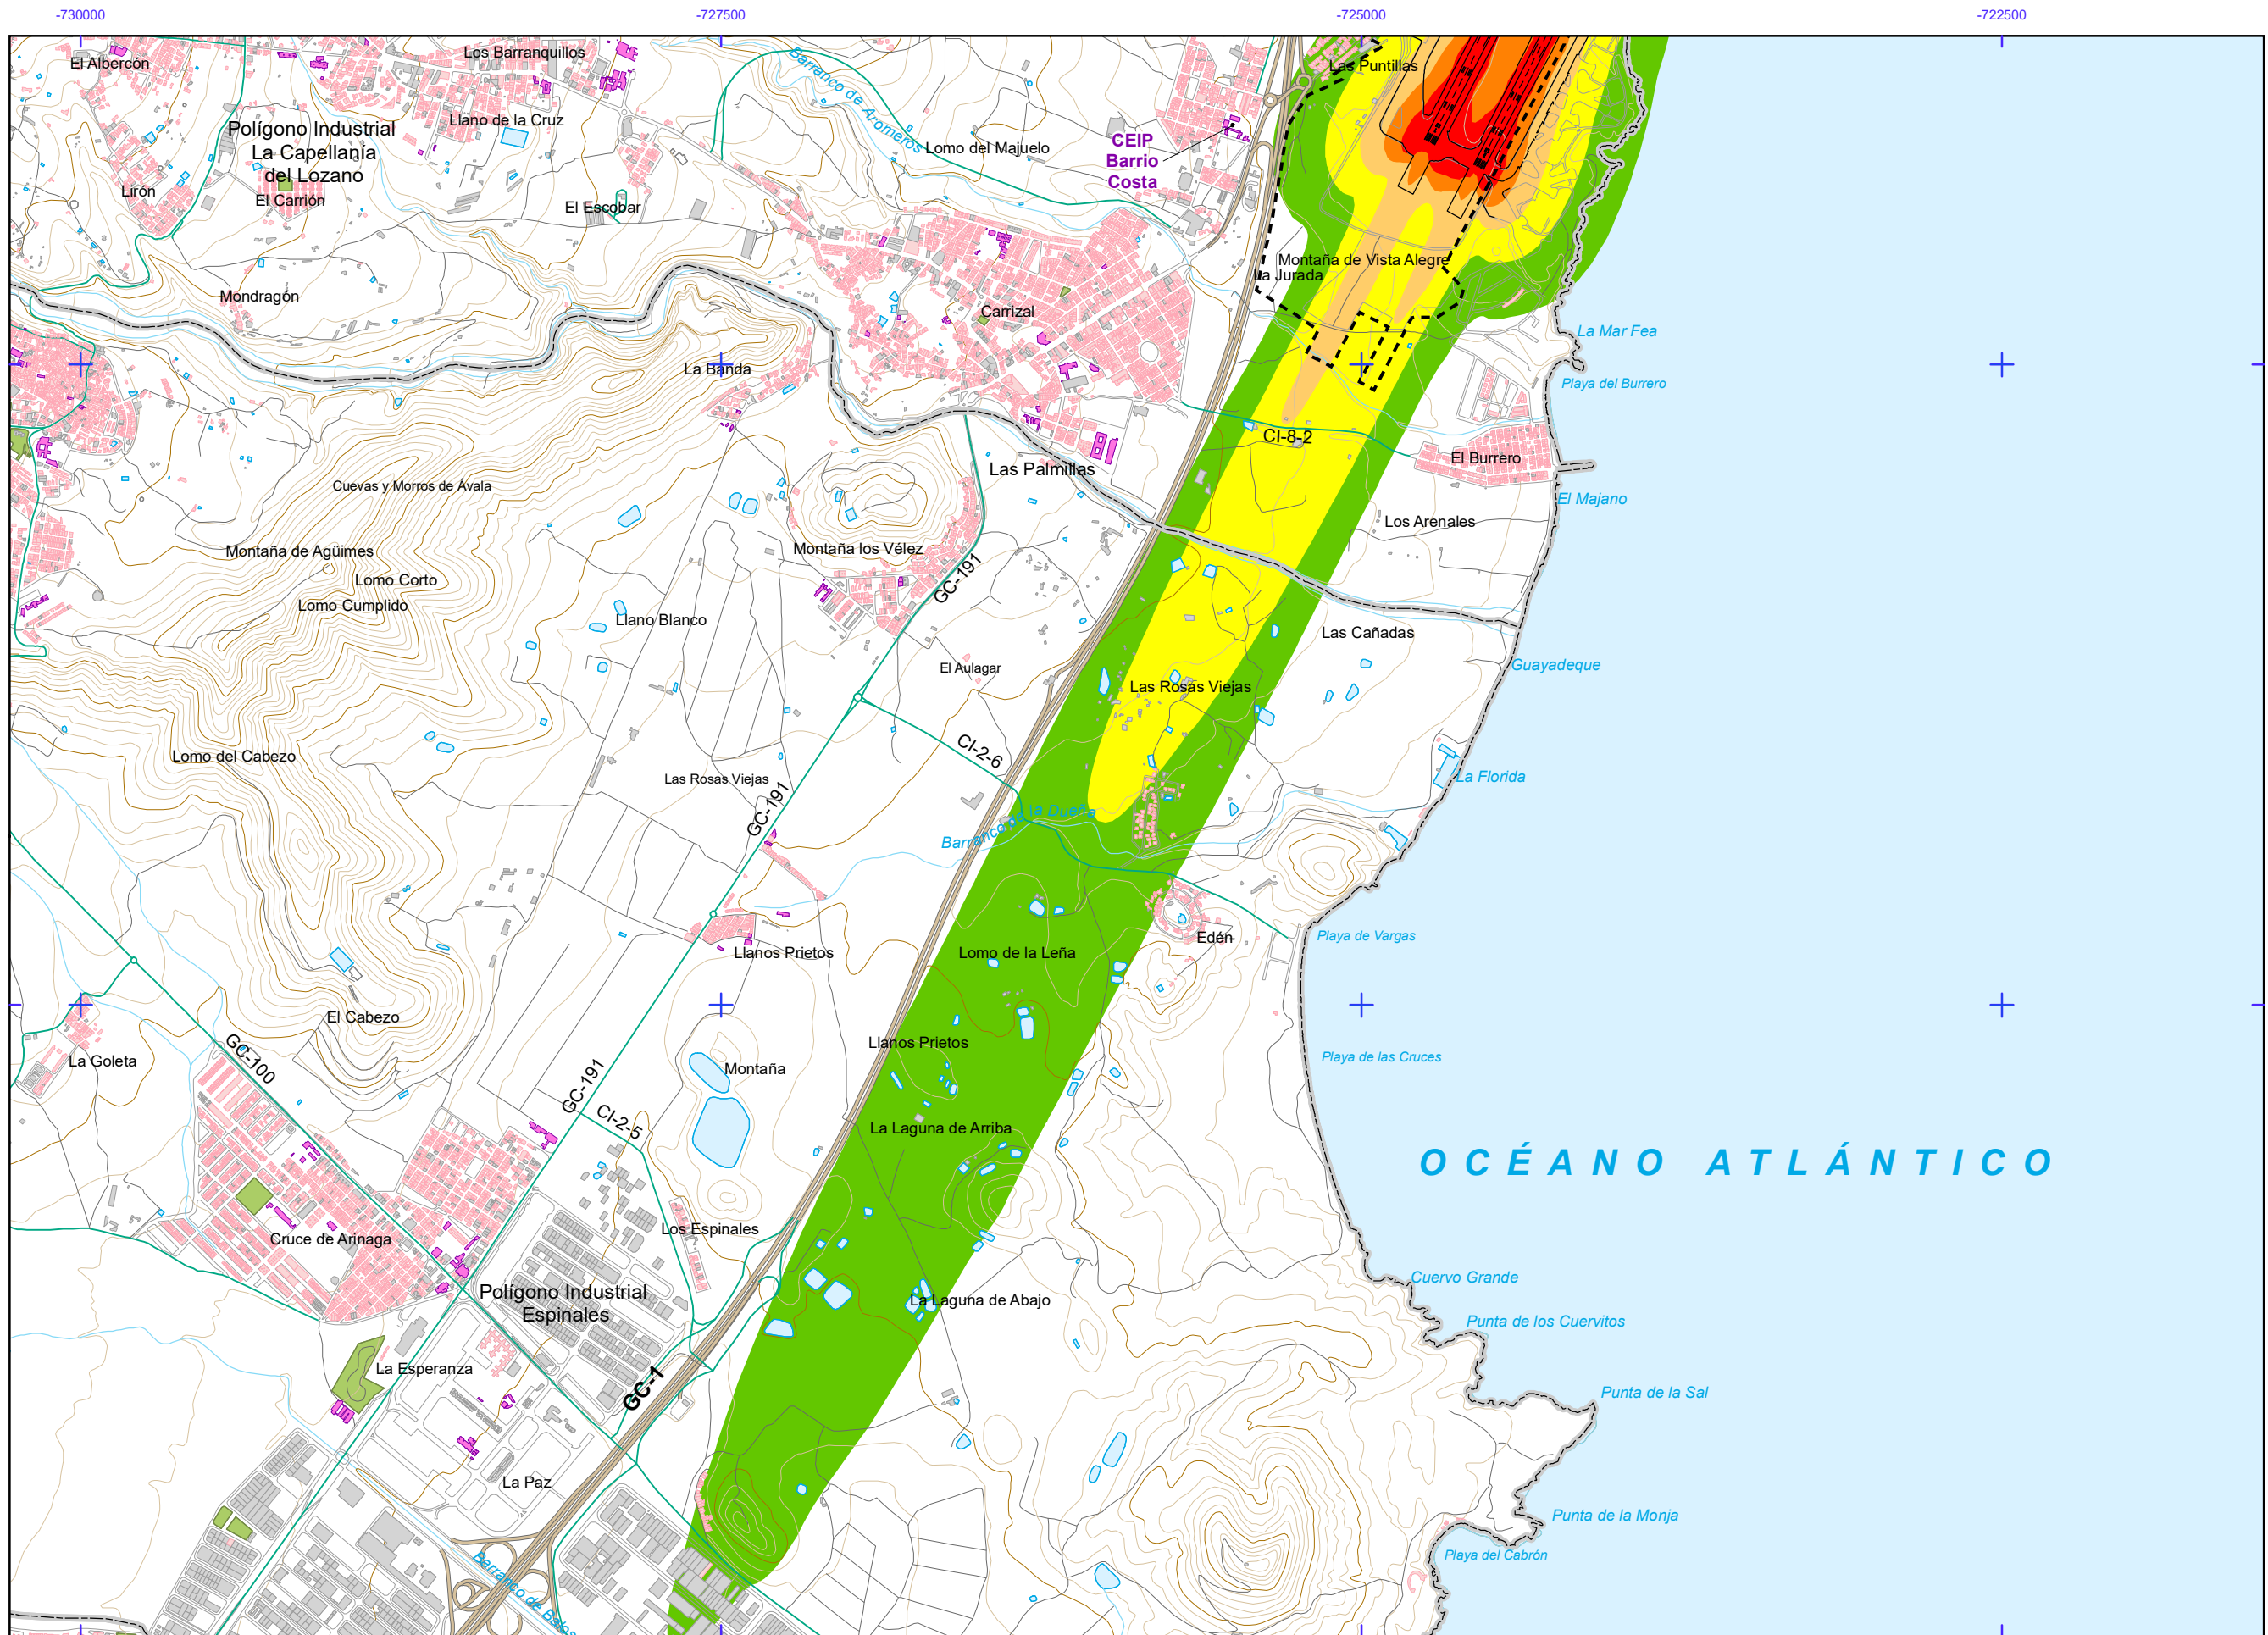 -730000
-727500
-725000
-722500
El Albercón
Los Barranquillos
Las Puntillas
Barranco de Aromeros
Llano de la Cruz
Polígono Industrial
La Capellanía
del Lozano
Lomo del Majuelo
CEIP
Barrio
Costa
Lirón
El Carrión
El Escobar
Montaña de Vista Alegre
La Jurada
Mondragón
Carrizal
La Mar Fea
La Banda
Playa del Burrero
CI-8-2
El Burrero
Las Palmillas
Cuevas y Morros de Ávala
El Majano
Los Arenales
Montaña los Vélez
Montaña de Agüimes
Lomo Corto
GC-191
Lomo Cumplido
Llano Blanco
Las Cañadas
El Aulagar
Guayadeque
Las Rosas Viejas
Lomo del Cabezo
CI-2-6
Las Rosas Viejas
La Florida
GC-191
Barranco de la Dueña
Edén
Playa de Vargas
Llanos Prietos
Lomo de la Leña
El Cabezo
Llanos Prietos
GC-100
La Goleta
Playa de las Cruces
Montaña
GC-191
CI-2-5
La Laguna de Arriba
OCÉANO ATLÁNTICO
Los Espinales
Cruce de Arinaga
Cuervo Grande
Polígono Industrial
Espinales
La Laguna de Abajo
Punta de los Cuervitos
La Esperanza
GC-1
Punta de la Sal
La Paz
Punta de la Monja
Playa del Cabrón
Barranco de Balos